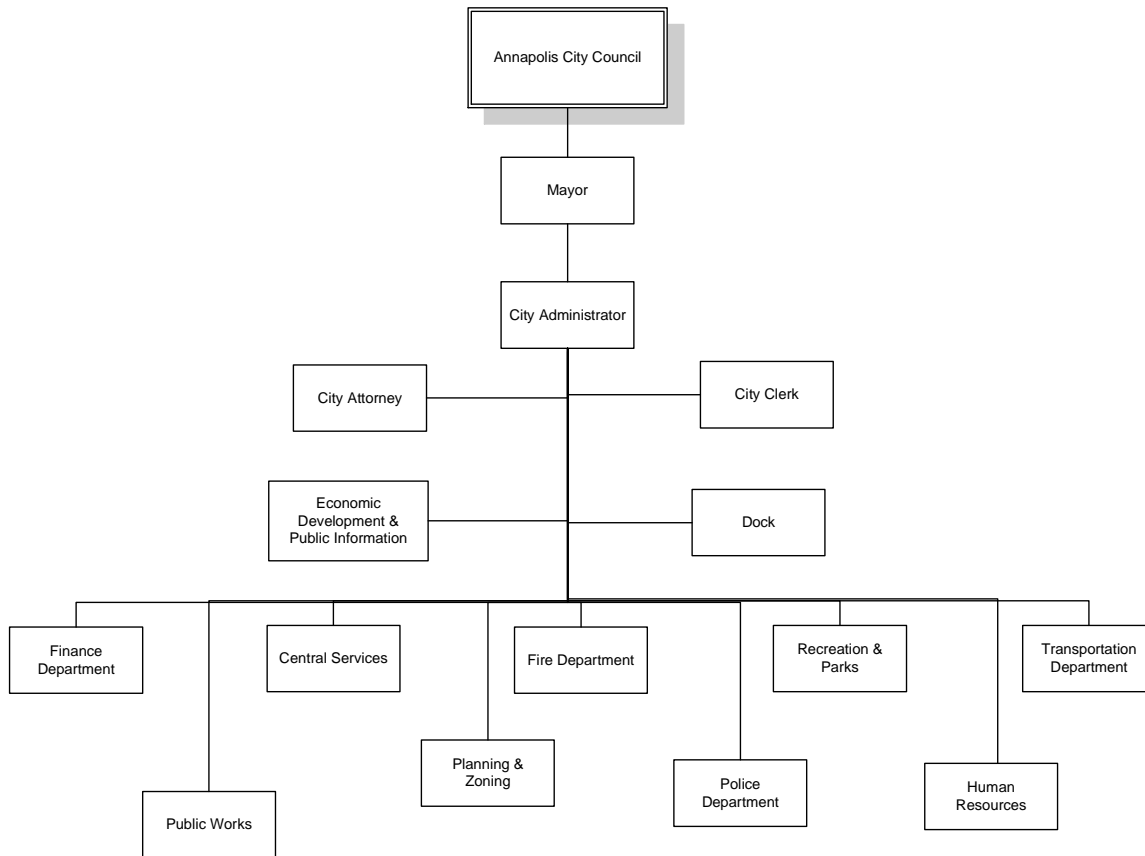 Annapolis City Council
Mayor
City Administrator
City Attorney
City Clerk
Economic
Development &
Public Information
Dock
Finance
Department
Central Services
Fire Department
Recreation &
Parks
Transportation
Department
Planning &
Zoning
Police
Department
Human
Resources
Public Works